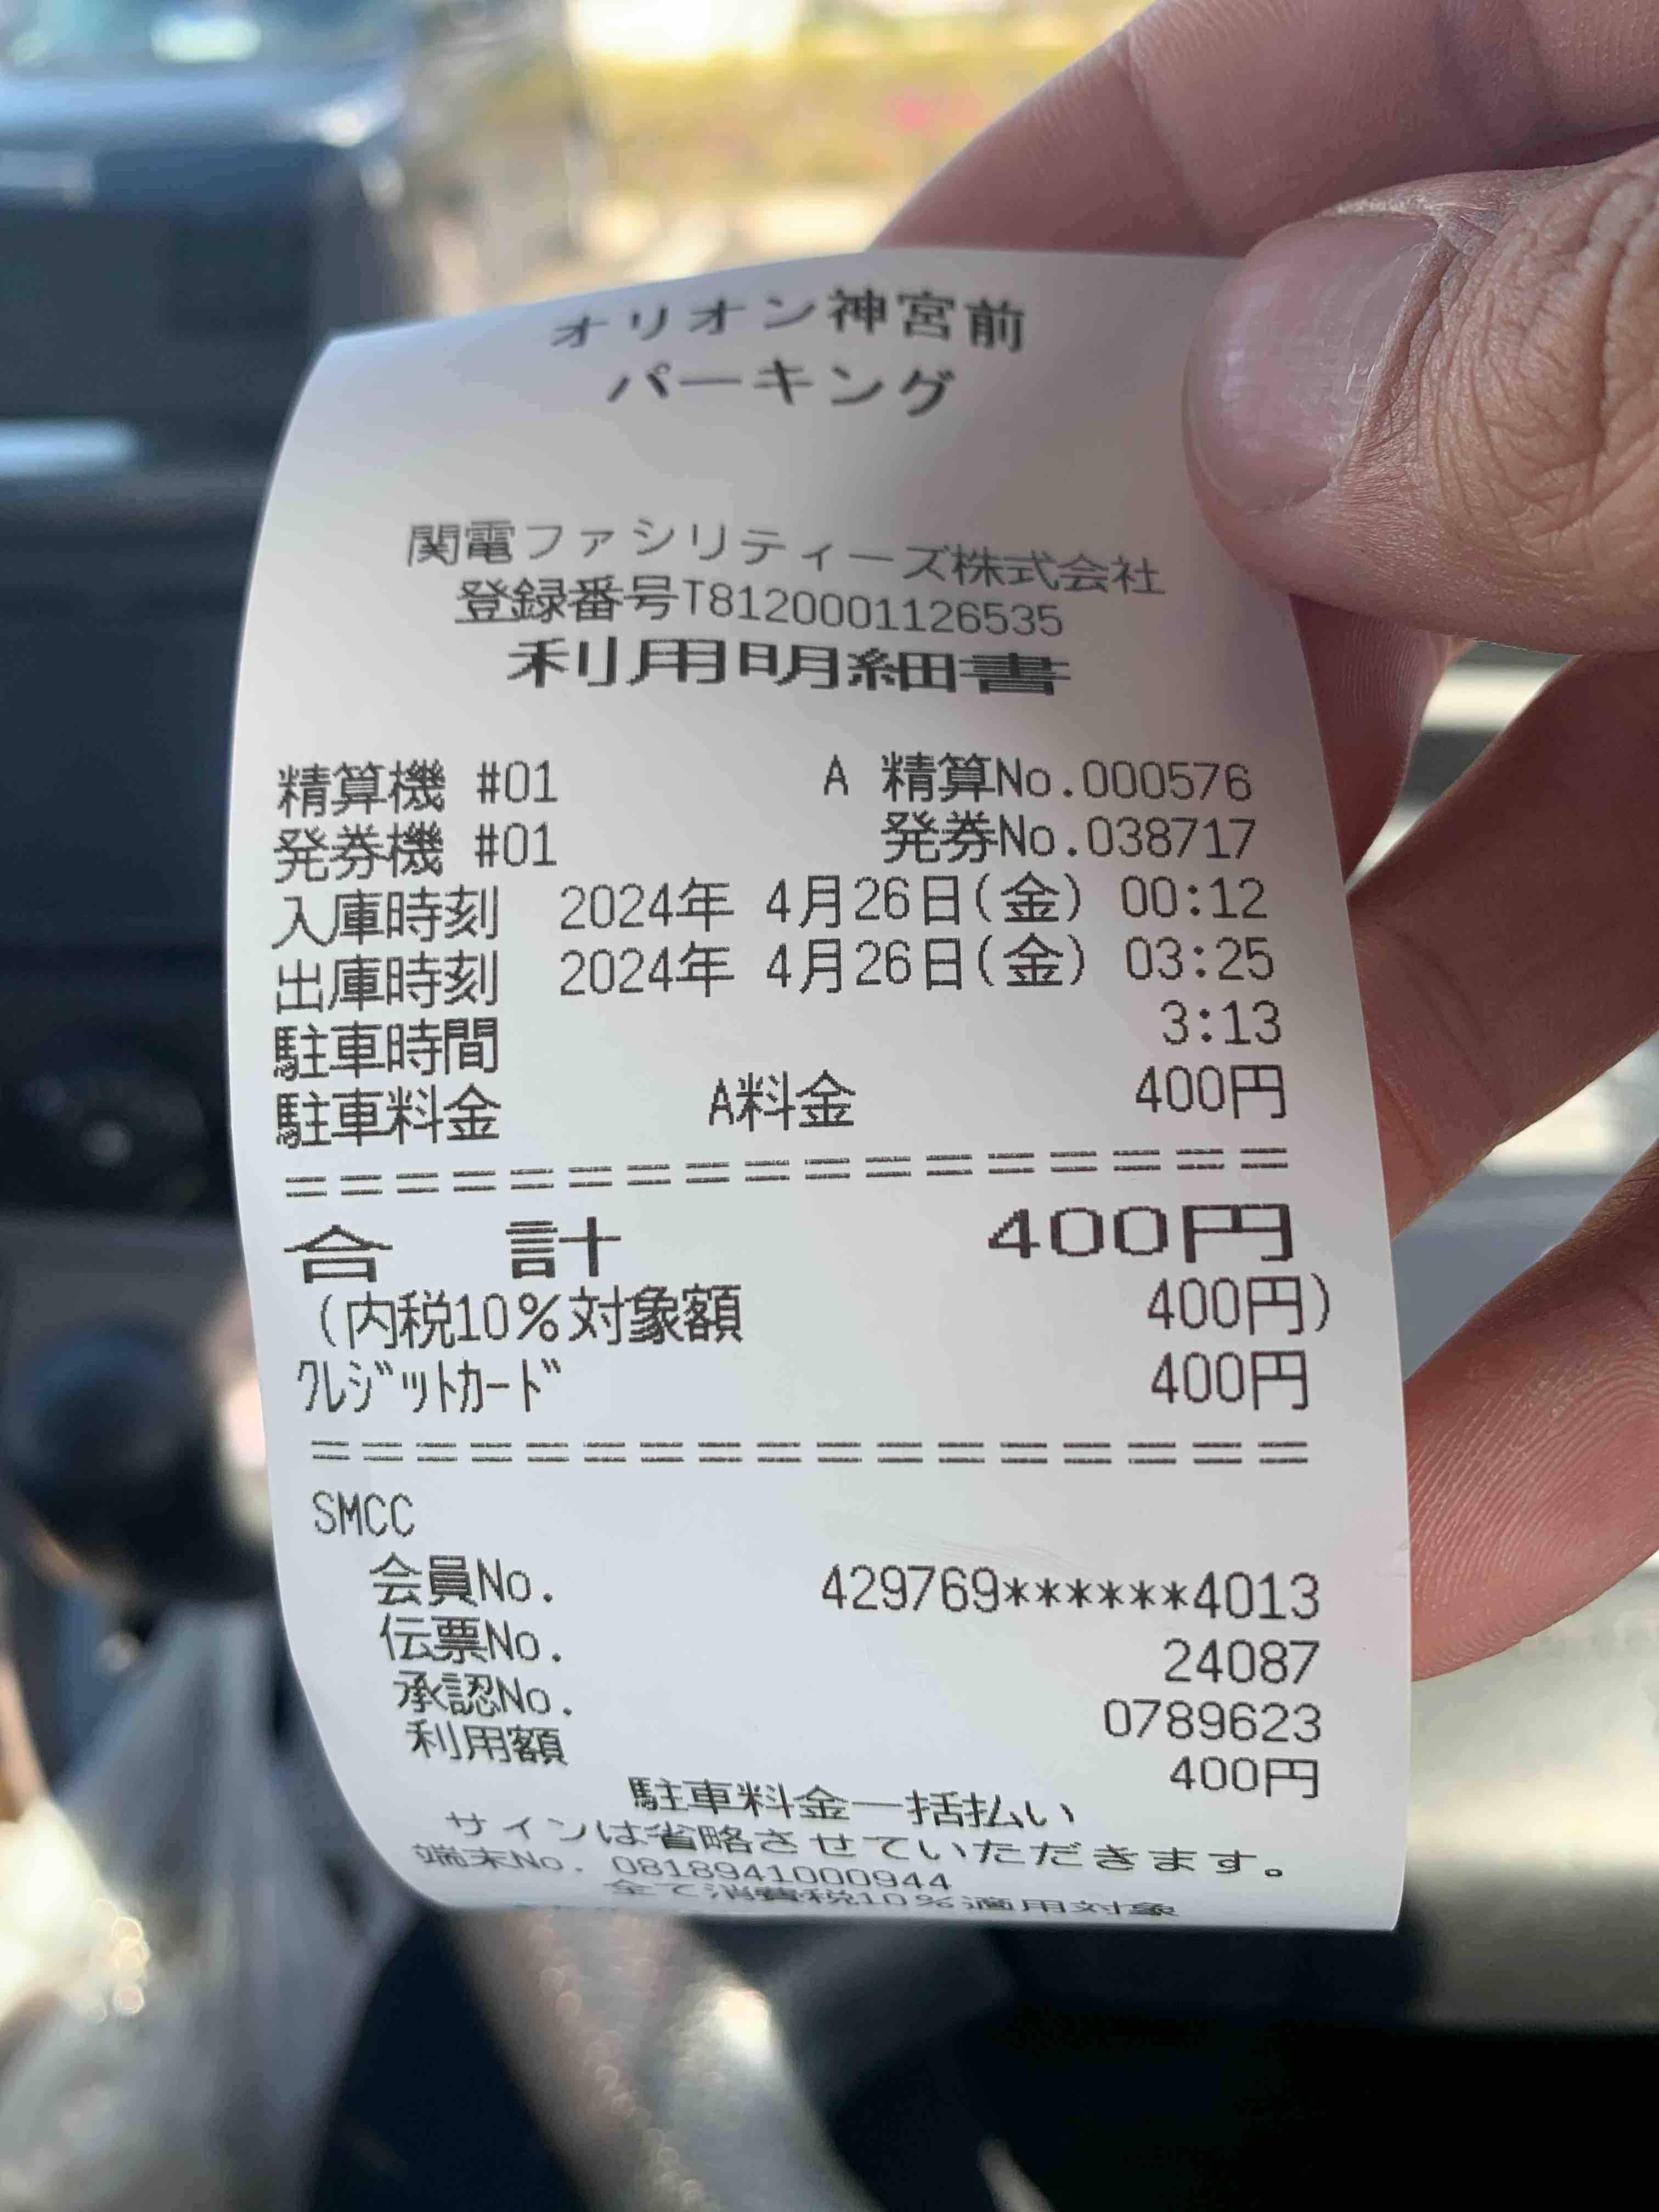 オリオン神宮前
パーキング
関電ファシリティーズ株式会社
登録番号T8120001126535
利用明細書
精算機 #01 A 精算No.000576
発券機 #01 発券No.038717
入庫時刻 2024年 4月26日(金) 00:12
出庫時刻 2024年 4月26日(金) 03:25
駐車時間 3:13
駐車料金 A料金 400円
==================
合 計 400円
(内税10%対象額 400円)
ｸﾚｼﾞｯﾄｶｰﾄﾞ 400円
==================
SMCC
会員No. 429769******4013
伝票No. 24087
承認No. 0789623
利用額 400円
駐車料金一括払い
サインは省略させていただきます。
端末No. 0818941000944
全て消費税10%適用対象